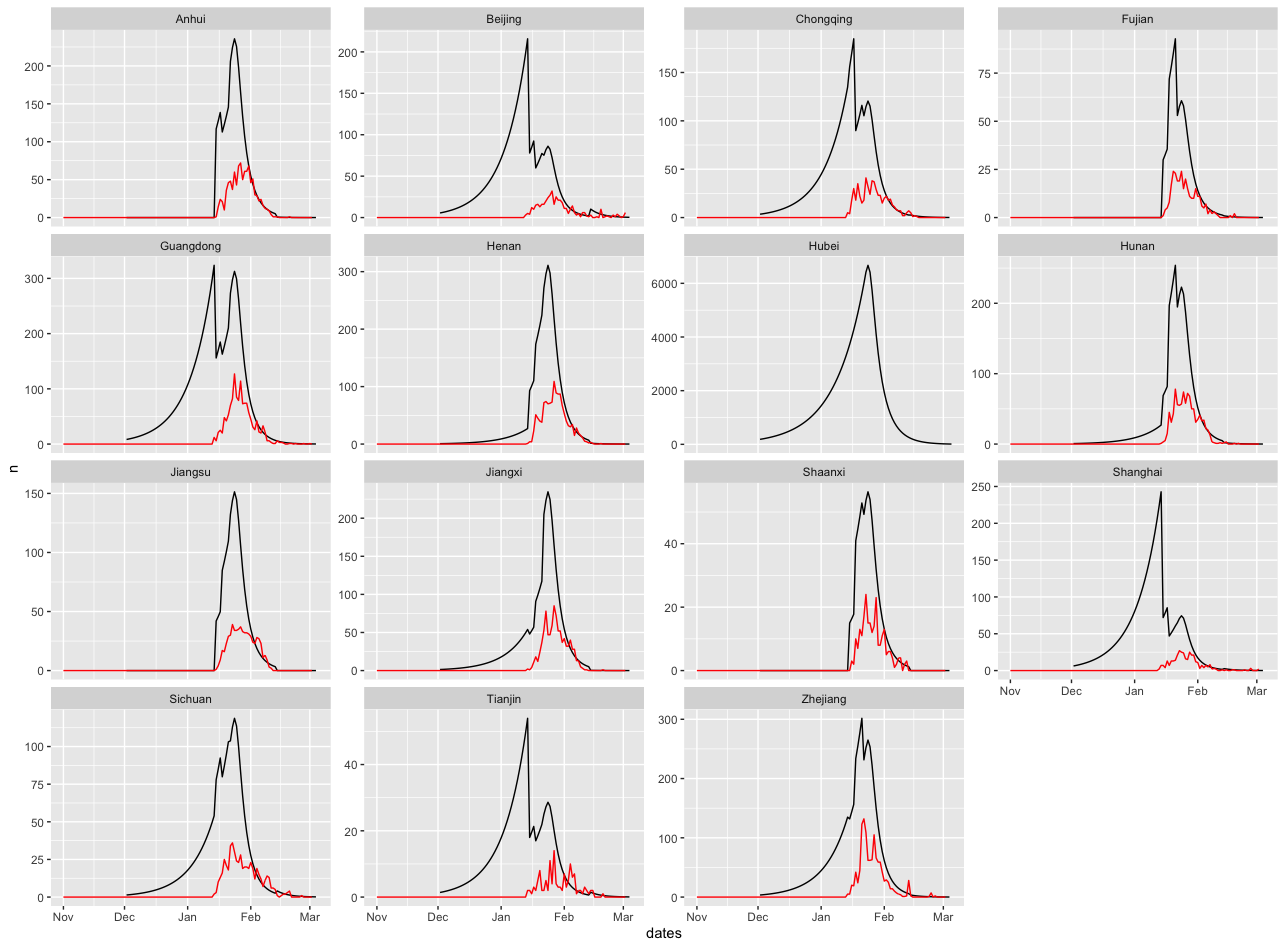 Anhui Beijing Chongqing Fujian
200 150 100 50 0
200 150 100 50 0
150 100 50 0
75 50 25 0
Guangdong Henan Hubei Hunan
300 200 100 0
300 200 100 0
6000 4000 2000 0
200 100 0
n
Jiangsu Jiangxi Shaanxi Shanghai
150 100 50 0
200 150 100 50 0
40 20 0
250 200 150 100 50 0
Nov Dec Jan Feb Mar
Sichuan Tianjin Zhejiang
100 75 50 25 0
40 20 0
300 200 100 0
Nov Dec Jan Feb Mar
Nov Dec Jan Feb Mar
Nov Dec Jan Feb Mar
dates